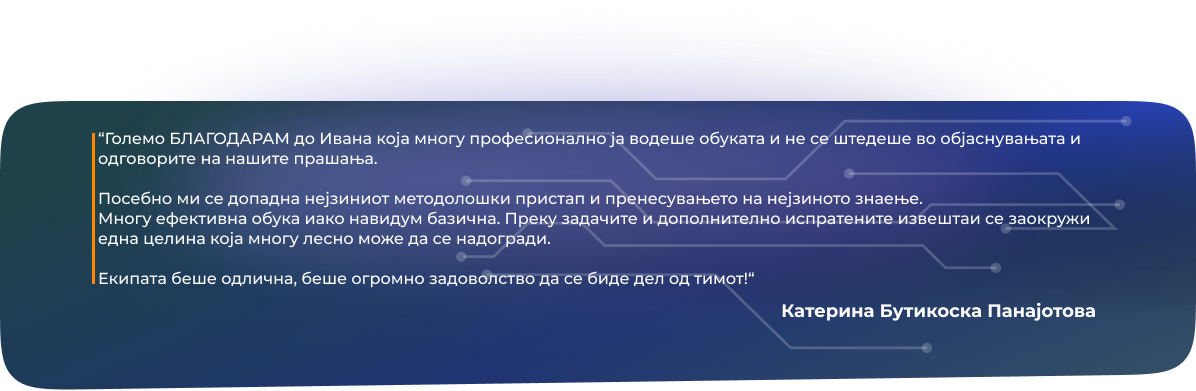 “Големо БЛАГОДАРАМ до Ивана која многу професионално ја водеше обуката и не се штедеше во објаснувањата и
одговорите на нашите прашања.
Посебно ми се допадна нејзиниот методолошки пристап и пренесувањето на нејзиното знаење.
Многу ефективна обука иако навидум базична. Преку задачите и дополнително испратените извештаи се заокружи
една целина која многу лесно може да се надогради.
Екипата беше одлична, беше огромно задоволство да се биде дел од тимот!“
Катерина Бутикоска Панајотова